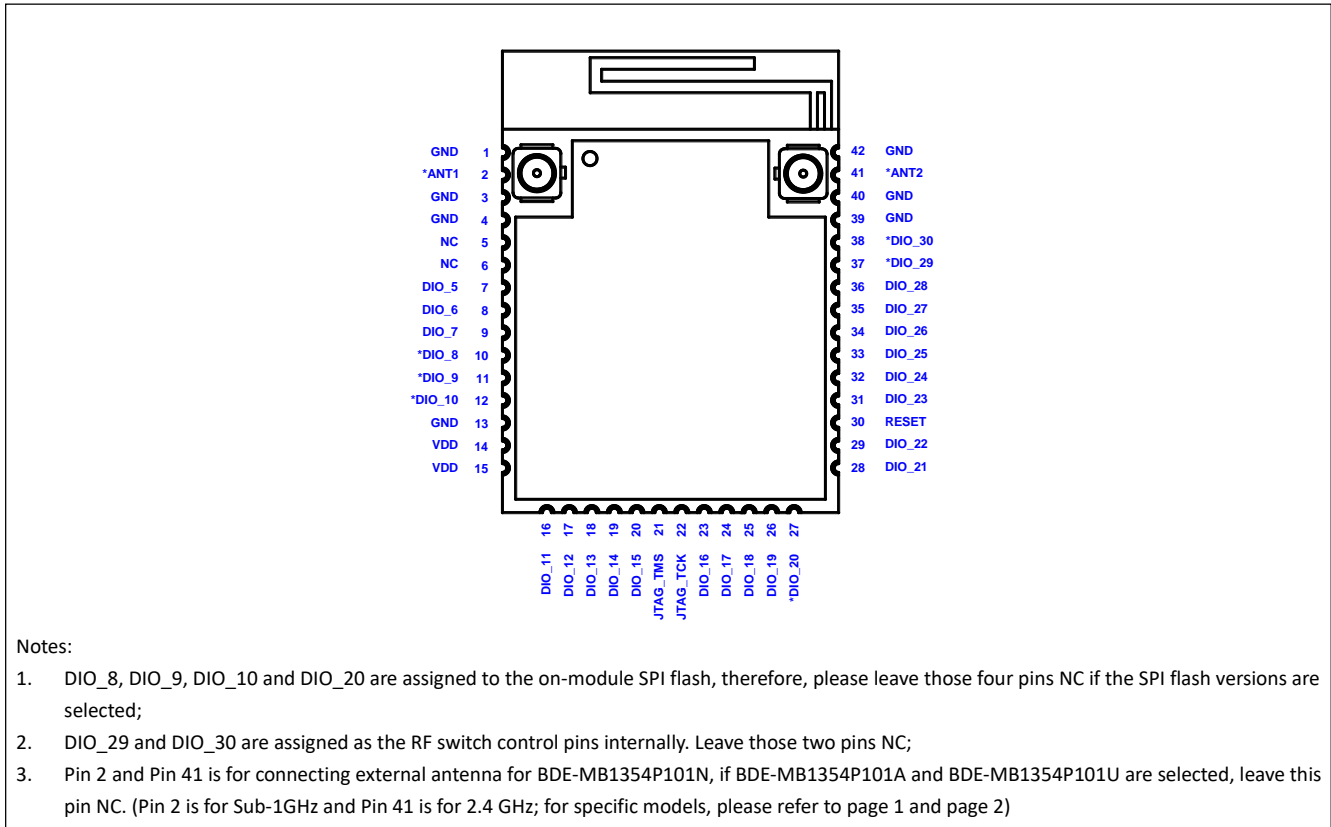 GND 1
*ANT1 2
GND 3
GND 4
NC 5
NC 6
DIO_5 7
DIO_6 8
DIO_7 9
*DIO_8 10
*DIO_9 11
*DIO_10 12
GND 13
VDD 14
VDD 15
16 DIO_11
17 DIO_12
18 DIO_13
19 DIO_14
20 DIO_15
21 JTAG_TMS
22 JTAG_TCK
23 DIO_16
24 DIO_17
25 DIO_18
26 DIO_19
27 *DIO_20
42 GND
41 *ANT2
40 GND
39 GND
38 *DIO_30
37 *DIO_29
36 DIO_28
35 DIO_27
34 DIO_26
33 DIO_25
32 DIO_24
31 DIO_23
30 RESET
29 DIO_22
28 DIO_21
Notes:
1. DIO_8, DIO_9, DIO_10 and DIO_20 are assigned to the on-module SPI flash, therefore, please leave those four pins NC if the SPI flash versions are
selected;
2. DIO_29 and DIO_30 are assigned as the RF switch control pins internally. Leave those two pins NC;
3. Pin 2 and Pin 41 is for connecting external antenna for BDE-MB1354P101N, if BDE-MB1354P101A and BDE-MB1354P101U are selected, leave this
pin NC. (Pin 2 is for Sub-1GHz and Pin 41 is for 2.4 GHz; for specific models, please refer to page 1 and page 2)